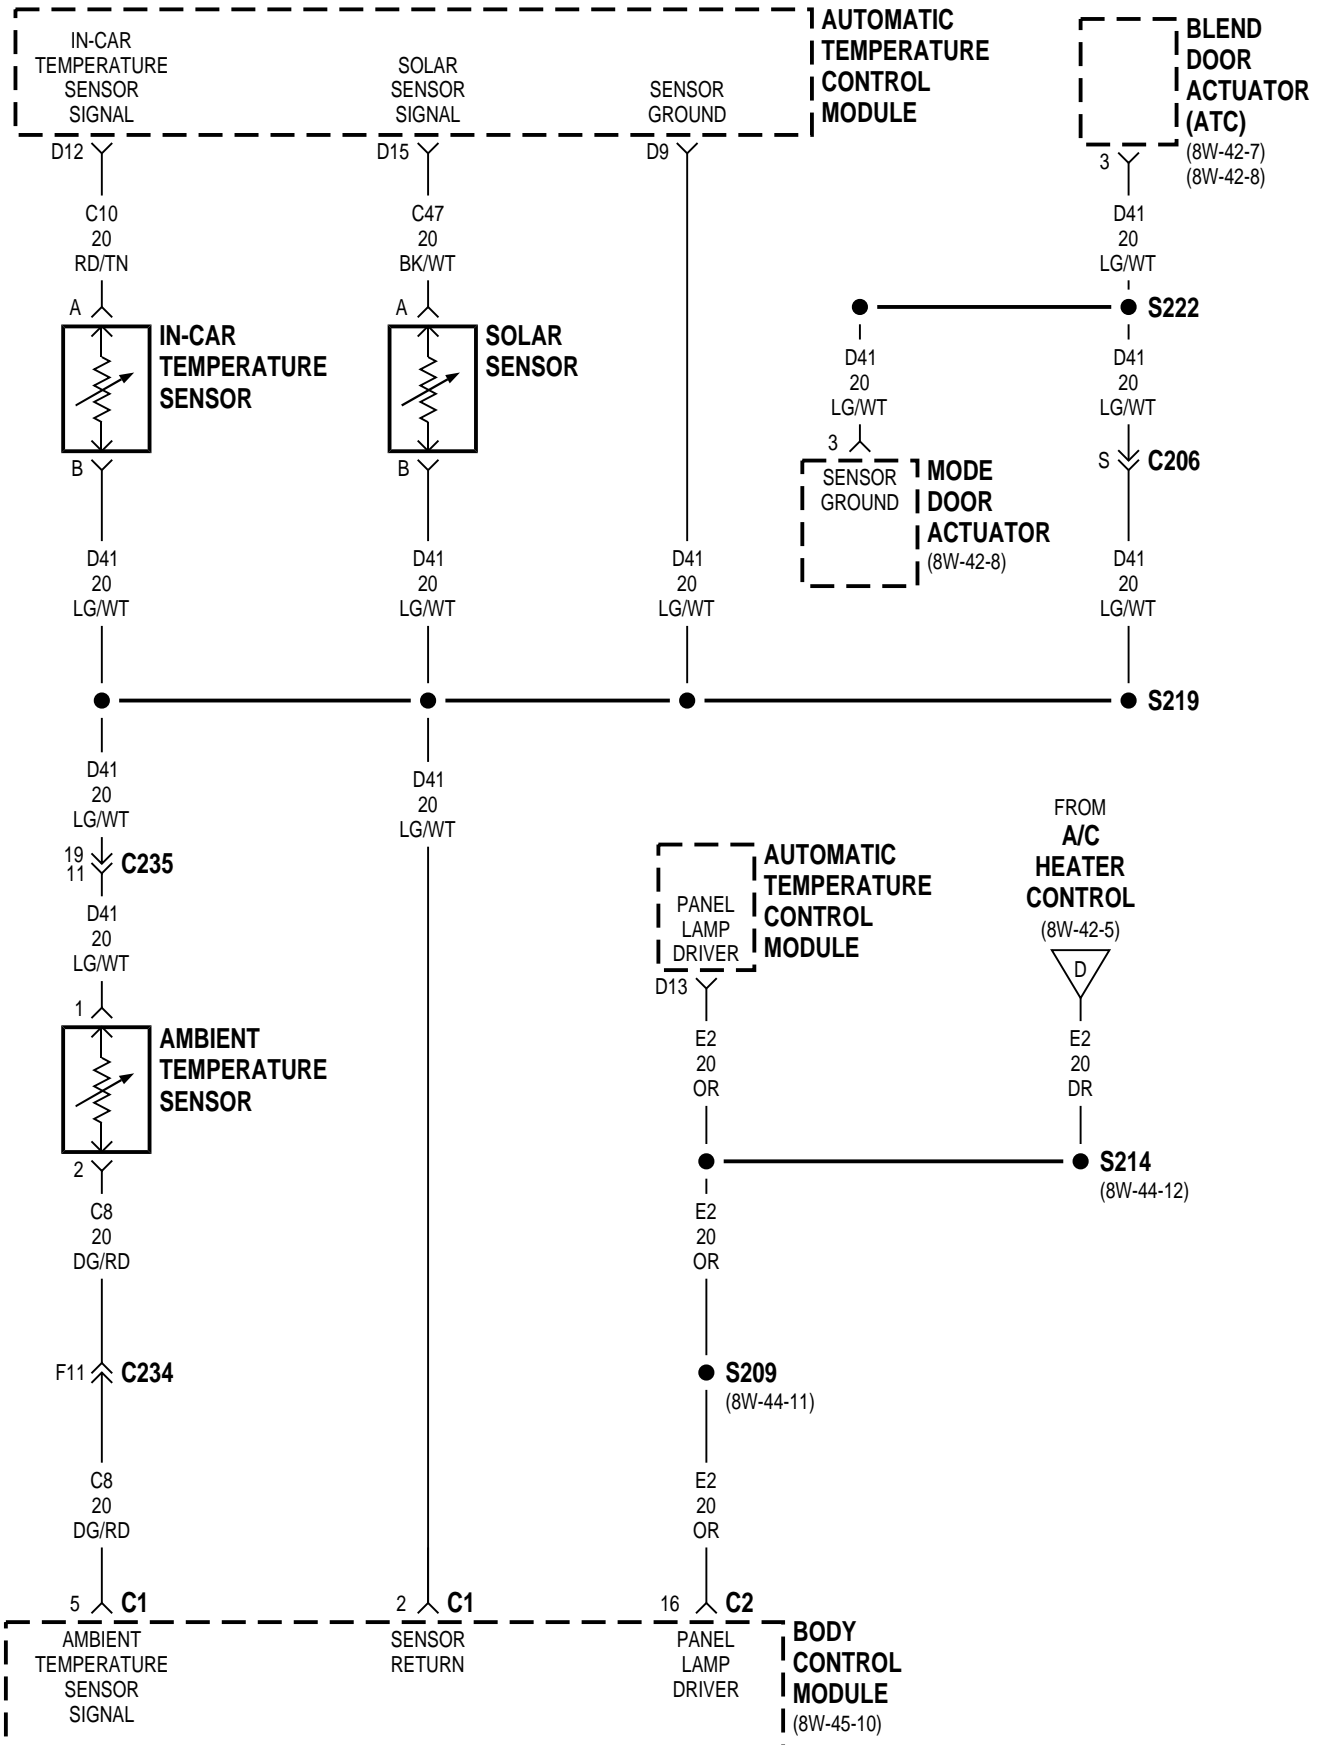 IN-CAR
TEMPERATURE
SENSOR
SIGNAL
SOLAR
SENSOR
SIGNAL
SENSOR
GROUND
AUTOMATIC
TEMPERATURE
CONTROL
MODULE
BLEND
DOOR
ACTUATOR
(ATC)
(8W-42-7)
(8W-42-8)
D12
D15
D9
3
C10
20
RD/TN
C47
20
BK/WT
D41
20
LG/WT
A
A
S222
IN-CAR
TEMPERATURE
SENSOR
SOLAR
SENSOR
D41
20
LG/WT
D41
20
LG/WT
B
B
3
S
C206
SENSOR
GROUND
MODE
DOOR
ACTUATOR
(8W-42-8)
D41
20
LG/WT
D41
20
LG/WT
D41
20
LG/WT
D41
20
LG/WT
S219
D41
20
LG/WT
D41
20
LG/WT
19
11
C235
D41
20
LG/WT
1
AMBIENT
TEMPERATURE
SENSOR
2
C8
20
DG/RD
F11
C234
C8
20
DG/RD
PANEL
LAMP
DRIVER
AUTOMATIC
TEMPERATURE
CONTROL
MODULE
FROM
A/C
HEATER
CONTROL
(8W-42-5)
D
D13
E2
20
OR
E2
20
DR
S214
(8W-44-12)
E2
20
OR
S209
(8W-44-11)
E2
20
OR
5
C1
2
C1
16
C2
AMBIENT
TEMPERATURE
SENSOR
SIGNAL
SENSOR
RETURN
PANEL
LAMP
DRIVER
BODY
CONTROL
MODULE
(8W-45-10)